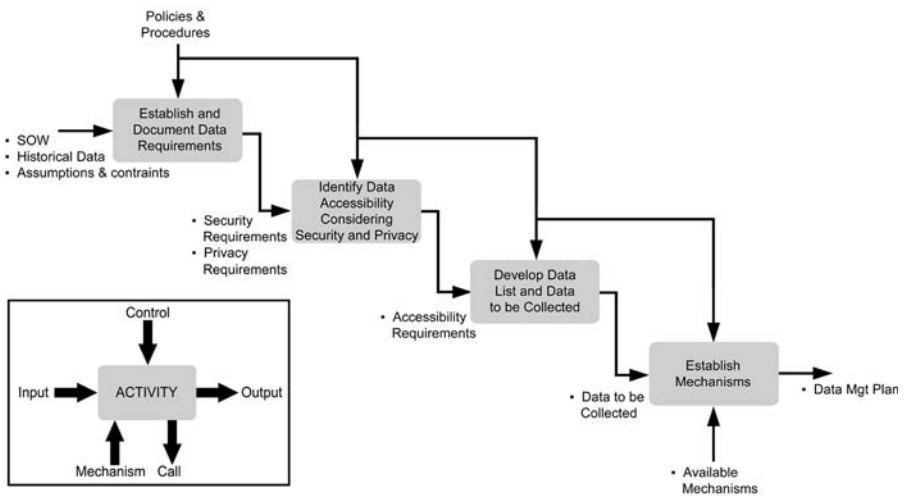 Policies &
Procedures
Establish and
Document Data
Requirements
▪ SOW
▪ Historical Data
▪ Assumptions & contraints
Identify Data
Accessibility
Considering
Security and Privacy
▪ Security
Requirements
▪ Privacy
Requirements
Develop Data
List and Data
to be Collected
▪ Accessibility
Requirements
Establish
Mechanisms
▪ Data to be
Collected
▪ Data Mgt Plan
▪ Available
Mechanisms
Control
Input
ACTIVITY
Output
Mechanism
Call